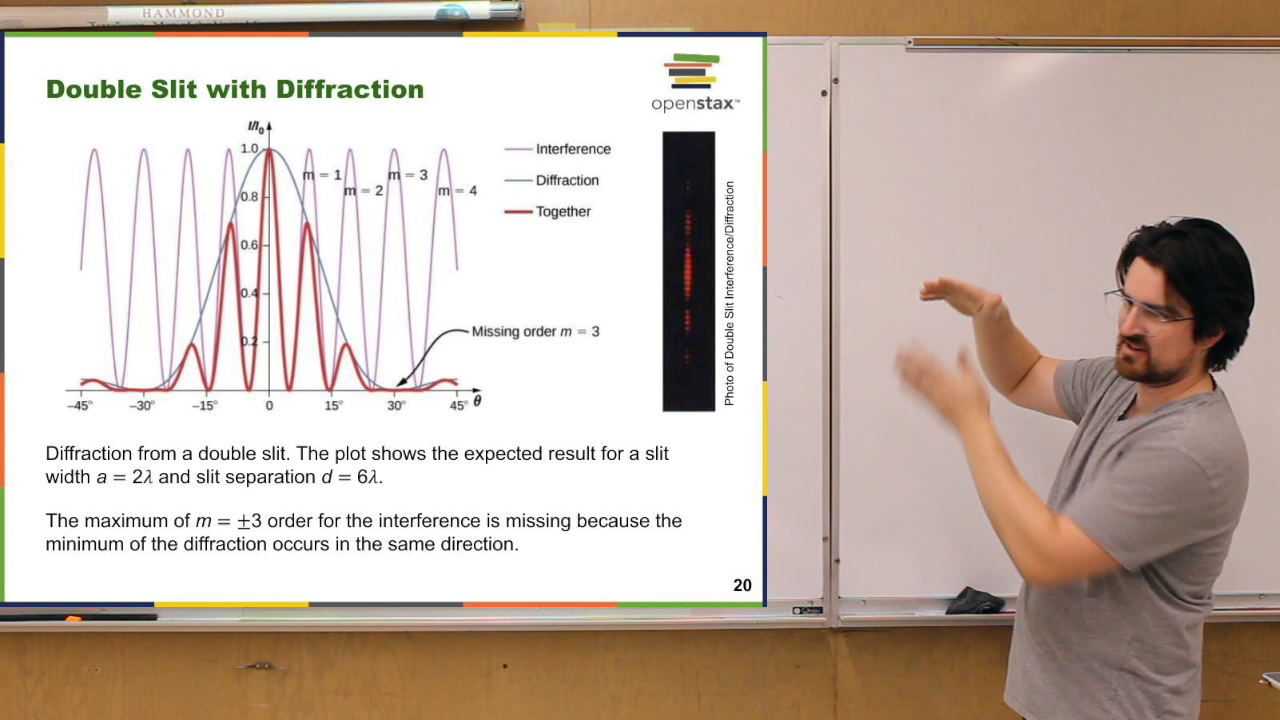 HAMMOND
Double Slit with Diffraction
openstax™
I/I₀
1.0
0.8
0.6
0.4
0.2
m = 1
m = 2
m = 3
m = 4
Interference
Diffraction
Together
Missing order m = 3
−45°
−30°
−15°
0
15°
30°
45°
θ
Photo of Double Slit Interference/Diffraction
Diffraction from a double slit. The plot shows the expected result for a slit
width a = 2λ and slit separation d = 6λ.
The maximum of m = ±3 order for the interference is missing because the
minimum of the diffraction occurs in the same direction.
20